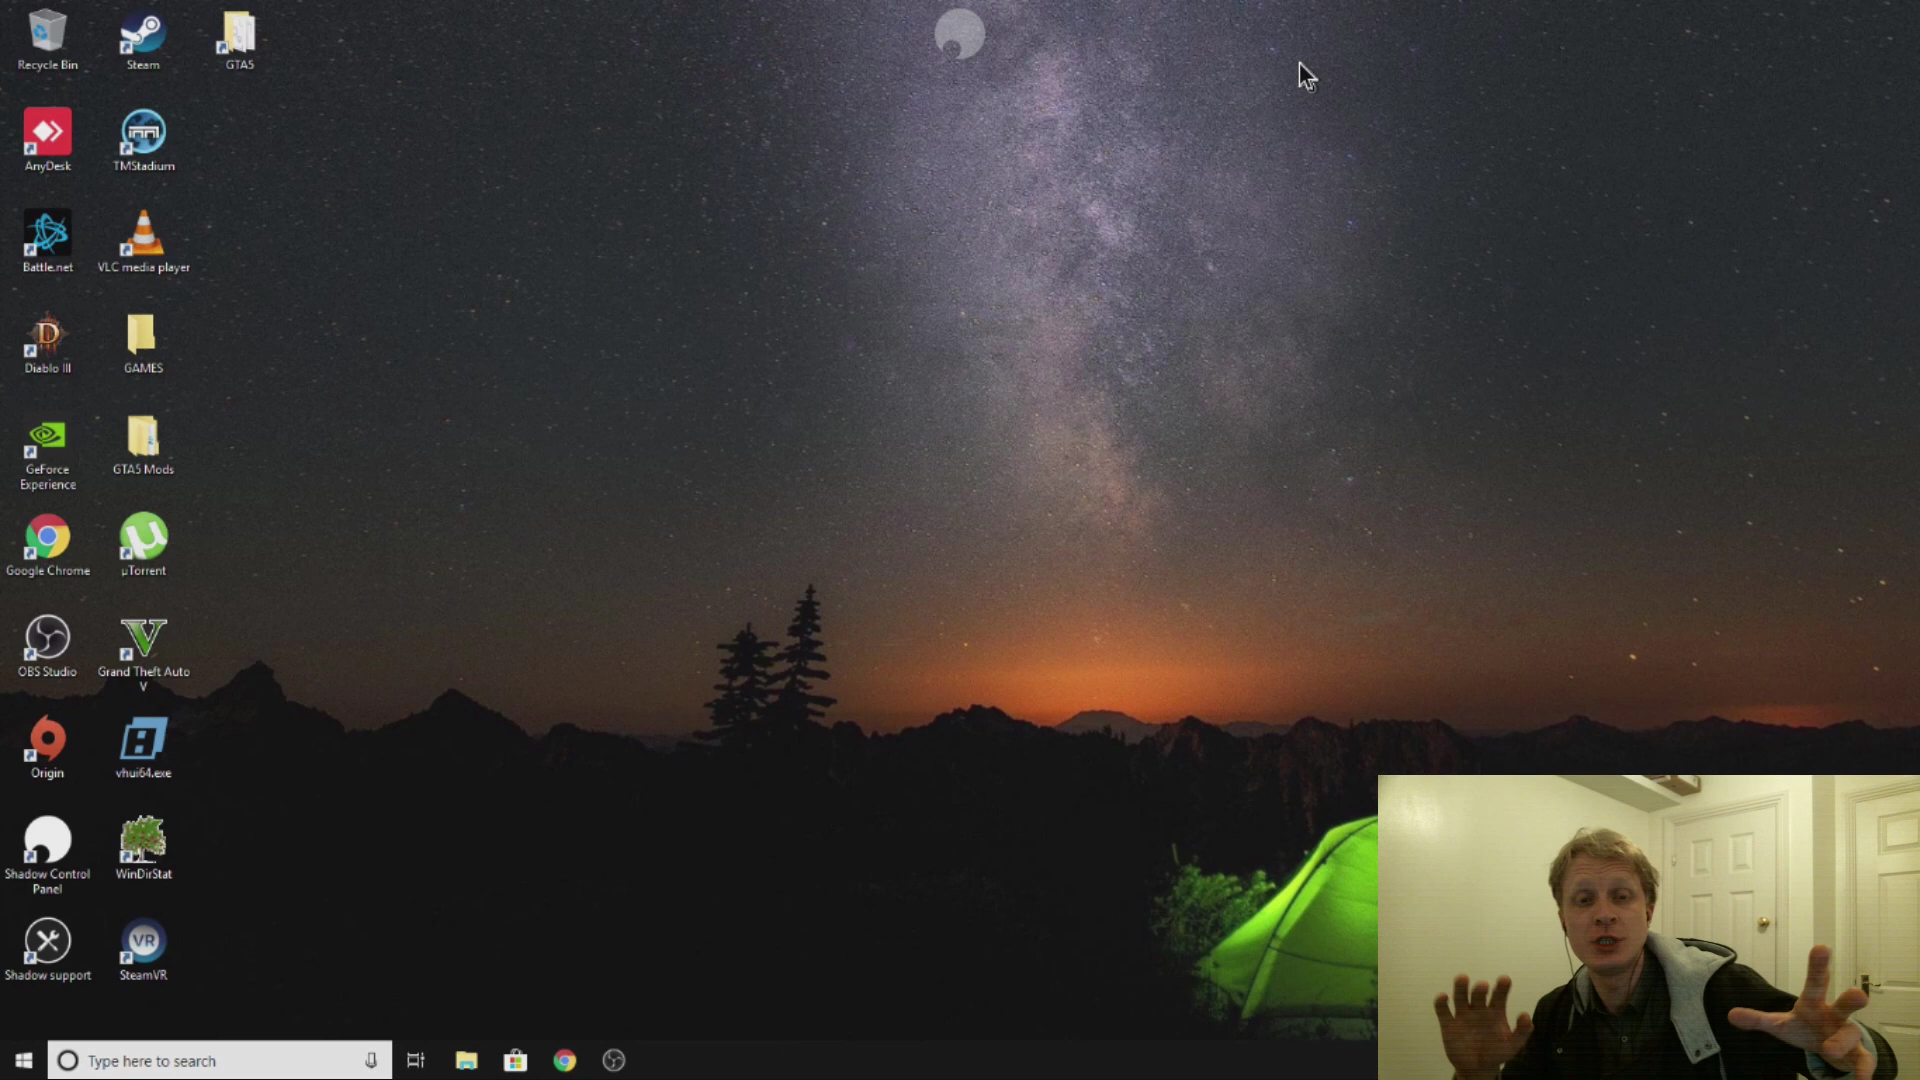 Recycle Bin
Steam
GTA5
AnyDesk
TMStadium
Battle.net
VLC media player
D
Diablo III
GAMES
GeForce
Experience
GTA5 Mods
Google Chrome
µ
µTorrent
OBS Studio
V
Grand Theft Auto
V
Origin
vhui64.exe
Shadow Control
Panel
WinDirStat
Shadow support
VR
SteamVR
Type here to search